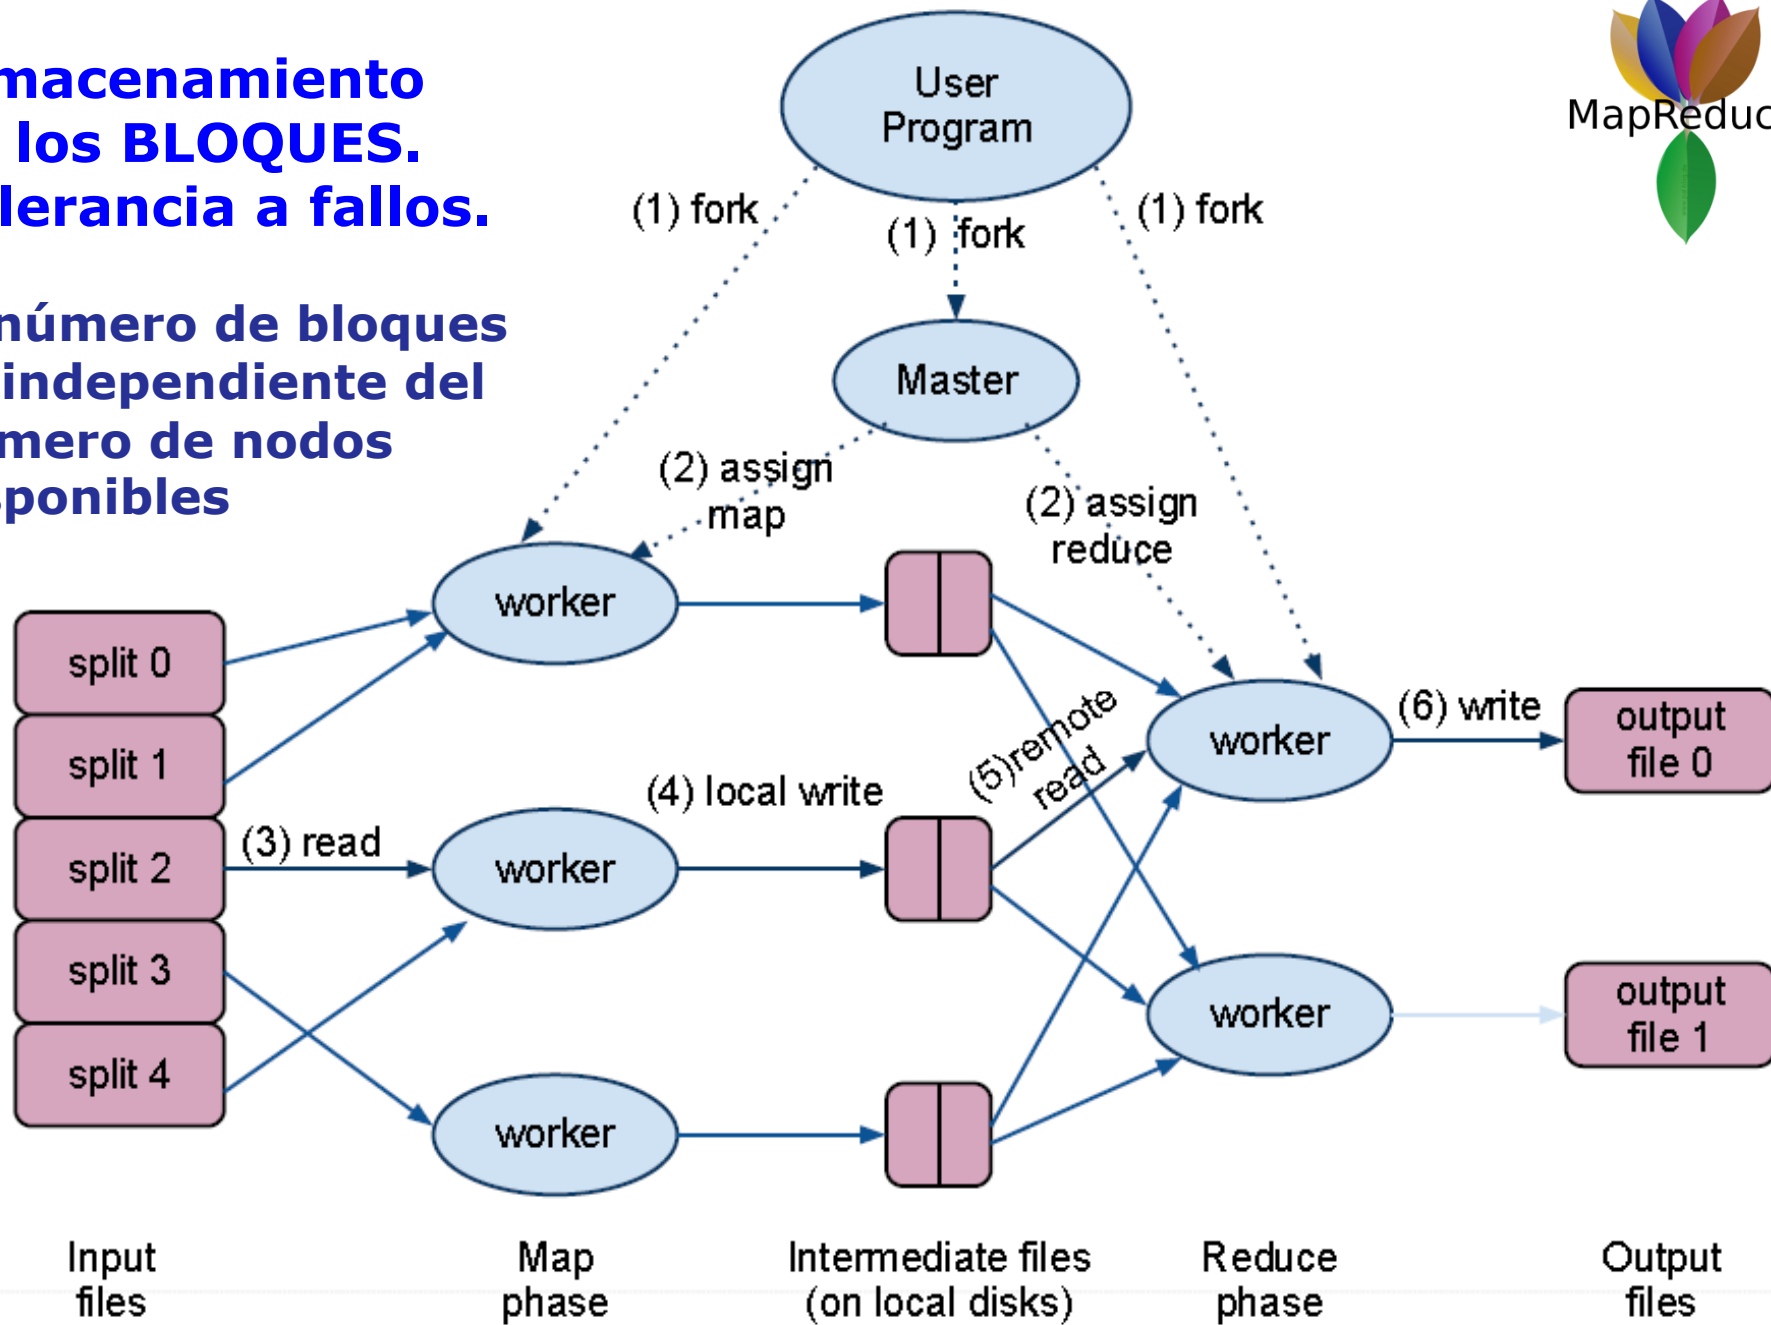 macenamiento
los BLOQUES.
lerancia a fallos.
número de bloques
independiente del
mero de nodos
sponibles
User
Program
MapReduc
(1) fork
(1) fork
(1) fork
Master
(2) assign
map
(2) assign
reduce
worker
split 0
split 1
split 2
split 3
split 4
(3) read
worker
(4) local write
(5)remote
read
worker
(6) write
output
file 0
worker
output
file 1
worker
Input
files
Map
phase
Intermediate files
(on local disks)
Reduce
phase
Output
files